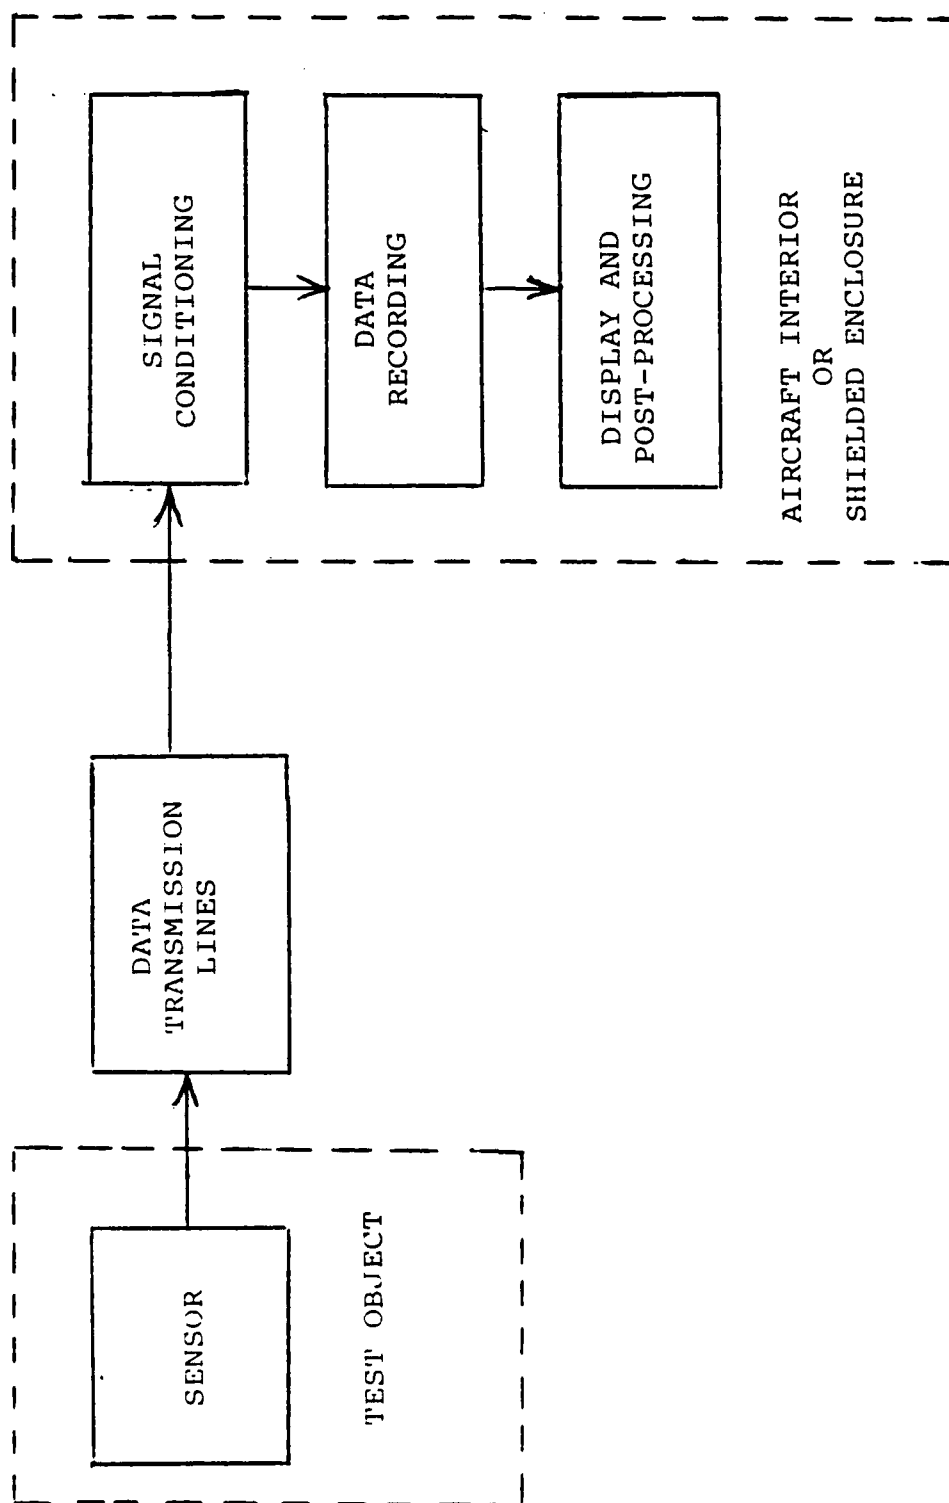 SENSOR
TEST OBJECT
DATA
TRANSMISSION
LINES
SIGNAL
CONDITIONING
DATA
RECORDING
DISPLAY AND
POST-PROCESSING
AIRCRAFT INTERIOR
OR
SHIELDED ENCLOSURE